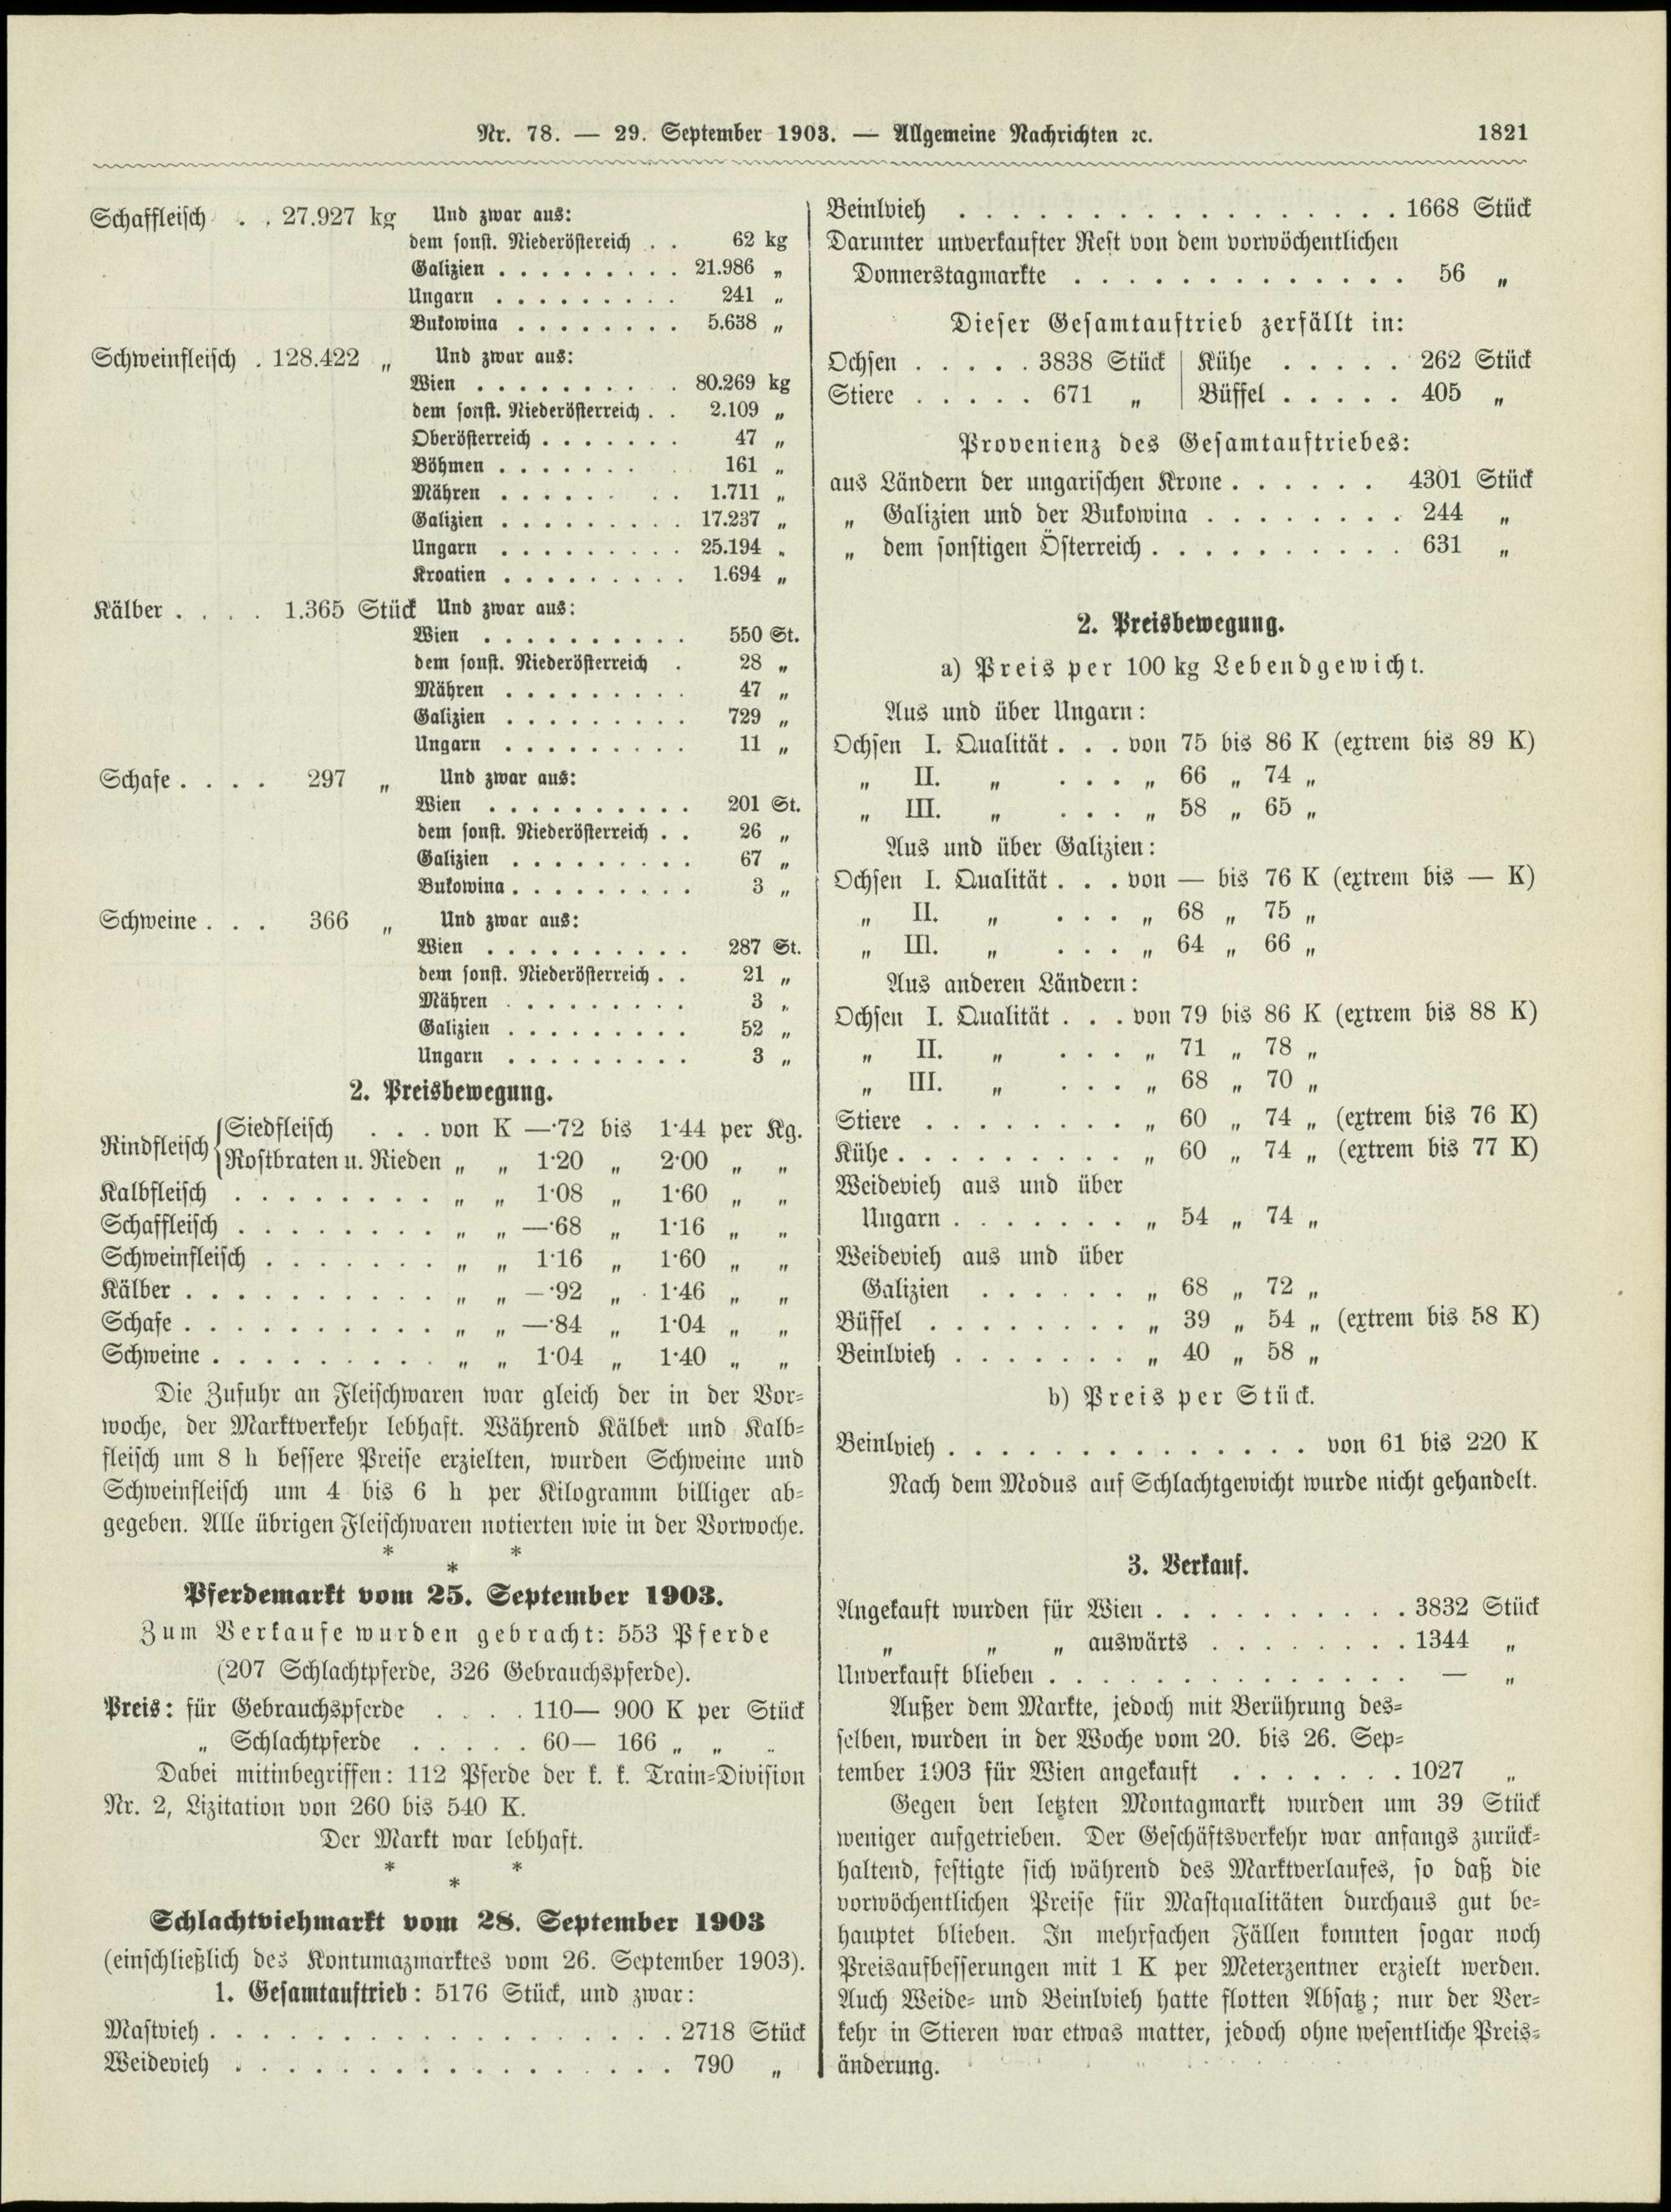 Nr. 78. — 29. September 1903. — Allgemeine Nachrichten ꝛc. 1821
Schaffleisch . . 27.927 kg Und zwar aus:
dem sonst. Niederöstereich . . 62 kg
Galizien . . . . . . . . . 21.986 „
Ungarn . . . . . . . . . 241 „
Bukowina . . . . . . . . 5.638 „
Schweinfleisch . 128.422 „ Und zwar aus:
Wien . . . . . . . . . . 80.269 kg
dem sonst. Niederösterreich . . 2.109 „
Oberösterreich . . . . . . . 47 „
Böhmen . . . . . . . 161 „
Mähren . . . . . . . . 1.711 „
Galizien . . . . . . . . . 17.237 „
Ungarn . . . . . . . . . 25.194 „
Kroatien . . . . . . . . . 1.694 „
Kälber . . . . 1.365 Stück Und zwar aus:
Wien . . . . . . . . . . 550 St.
dem sonst. Niederösterreich . 28 „
Mähren . . . . . . . . . 47 „
Galizien . . . . . . . . . 729 „
Ungarn . . . . . . . . . 11 „
Schafe . . . . 297 „ Und zwar aus:
Wien . . . . . . . . . . 201 St.
dem sonst. Niederösterreich . . 26 „
Galizien . . . . . . . . . 67 „
Bukowina . . . . . . . . . 3 „
Schweine . . . 366 „ Und zwar aus:
Wien . . . . . . . . . . 287 St.
dem sonst. Niederösterreich . . 21 „
Mähren . . . . . . . . . 3 „
Galizien . . . . . . . . . 52 „
Ungarn . . . . . . . . . 3 „
2. Preisbewegung.
Rindfleisch { Siedfleisch . . . von K —·72 bis 1·44 per Kg.
Rostbraten u. Rieden „ „ 1·20 „ 2·00 „ „
Kalbfleisch . . . . . . . . „ „ 1·08 „ 1·60 „ „
Schaffleisch . . . . . . . . „ „ —·68 „ 1·16 „ „
Schweinfleisch . . . . . . . „ „ 1·16 „ 1·60 „ „
Kälber . . . . . . . . . . „ „ —·92 „ 1·46 „ „
Schafe . . . . . . . . . . „ „ —·84 „ 1·04 „ „
Schweine . . . . . . . . . „ „ 1·04 „ 1·40 „ „
Die Zufuhr an Fleischwaren war gleich der in der Vor-
woche, der Marktverkehr lebhaft. Während Kälber und Kalb-
fleisch um 8 h bessere Preise erzielten, wurden Schweine und
Schweinfleisch um 4 bis 6 h per Kilogramm billiger ab-
gegeben. Alle übrigen Fleischwaren notierten wie in der Vorwoche.
* * *
Pferdemarkt vom 25. September 1903.
Zum Verkaufe wurden gebracht: 553 Pferde
(207 Schlachtpferde, 326 Gebrauchspferde).
Preis: für Gebrauchspferde . . . . 110— 900 K per Stück
„ Schlachtpferde . . . . . 60— 166 „ „ „
Dabei mitinbegriffen: 112 Pferde der k. k. Train-Division
Nr. 2, Lizitation von 260 bis 540 K.
Der Markt war lebhaft.
* * *
Schlachtviehmarkt vom 28. September 1903
(einschließlich des Kontumazmarktes vom 26. September 1903).
1. Gesamtauftrieb: 5176 Stück, und zwar:
Mastvieh . . . . . . . . . . . . . . . . . . 2718 Stück
Weidevieh . . . . . . . . . . . . . . . . . 790 „
Beinlvieh . . . . . . . . . . . . . . . . . 1668 Stück
Darunter unverkaufter Rest von dem vorwöchentlichen
Donnerstagmarkte . . . . . . . . . . . . . 56 „
Dieser Gesamtauftrieb zerfällt in:
Ochsen . . . . . 3838 Stück | Kühe . . . . . 262 Stück
Stiere . . . . . 671 „ | Büffel . . . . . 405 „
Provenienz des Gesamtauftriebes:
aus Ländern der ungarischen Krone . . . . . . 4301 Stück
„ Galizien und der Bukowina . . . . . . . . 244 „
„ dem sonstigen Österreich . . . . . . . . . . 631 „
2. Preisbewegung.
a) Preis per 100 kg Lebendgewicht.
Aus und über Ungarn:
Ochsen I. Qualität . . . von 75 bis 86 K (extrem bis 89 K)
„ II. „ . . . „ 66 „ 74 „
„ III. „ . . . „ 58 „ 65 „
Aus und über Galizien:
Ochsen I. Qualität . . . von — bis 76 K (extrem bis — K)
„ II. „ . . . „ 68 „ 75 „
„ III. „ . . . „ 64 „ 66 „
Aus anderen Ländern:
Ochsen I. Qualität . . . von 79 bis 86 K (extrem bis 88 K)
„ II. „ . . . „ 71 „ 78 „
„ III. „ . . . „ 68 „ 70 „
Stiere . . . . . . . . „ 60 „ 74 „ (extrem bis 76 K)
Kühe . . . . . . . . . „ 60 „ 74 „ (extrem bis 77 K)
Weidevieh aus und über
Ungarn . . . . . . . „ 54 „ 74 „
Weidevieh aus und über
Galizien . . . . . . „ 68 „ 72 „
Büffel . . . . . . . . „ 39 „ 54 „ (extrem bis 58 K)
Beinlvieh . . . . . . . „ 40 „ 58 „
b) Preis per Stück.
Beinlvieh . . . . . . . . . . . . . . von 61 bis 220 K
Nach dem Modus auf Schlachtgewicht wurde nicht gehandelt.
3. Verkauf.
Angekauft wurden für Wien . . . . . . . . . . 3832 Stück
„ „ „ auswärts . . . . . . . . 1344 „
Unverkauft blieben . . . . . . . . . . . . . . — „
Außer dem Markte, jedoch mit Berührung des-
selben, wurden in der Woche vom 20. bis 26. Sep-
tember 1903 für Wien angekauft . . . . . . . 1027 „
Gegen den letzten Montagmarkt wurden um 39 Stück
weniger aufgetrieben. Der Geschäftsverkehr war anfangs zurück-
haltend, festigte sich während des Marktverlaufes, so daß die
vorwöchentlichen Preise für Mastqualitäten durchaus gut be-
hauptet blieben. In mehrfachen Fällen konnten sogar noch
Preisaufbesserungen mit 1 K per Meterzentner erzielt werden.
Auch Weide- und Beinlvieh hatte flotten Absatz; nur der Ver-
kehr in Stieren war etwas matter, jedoch ohne wesentliche Preis-
änderung.